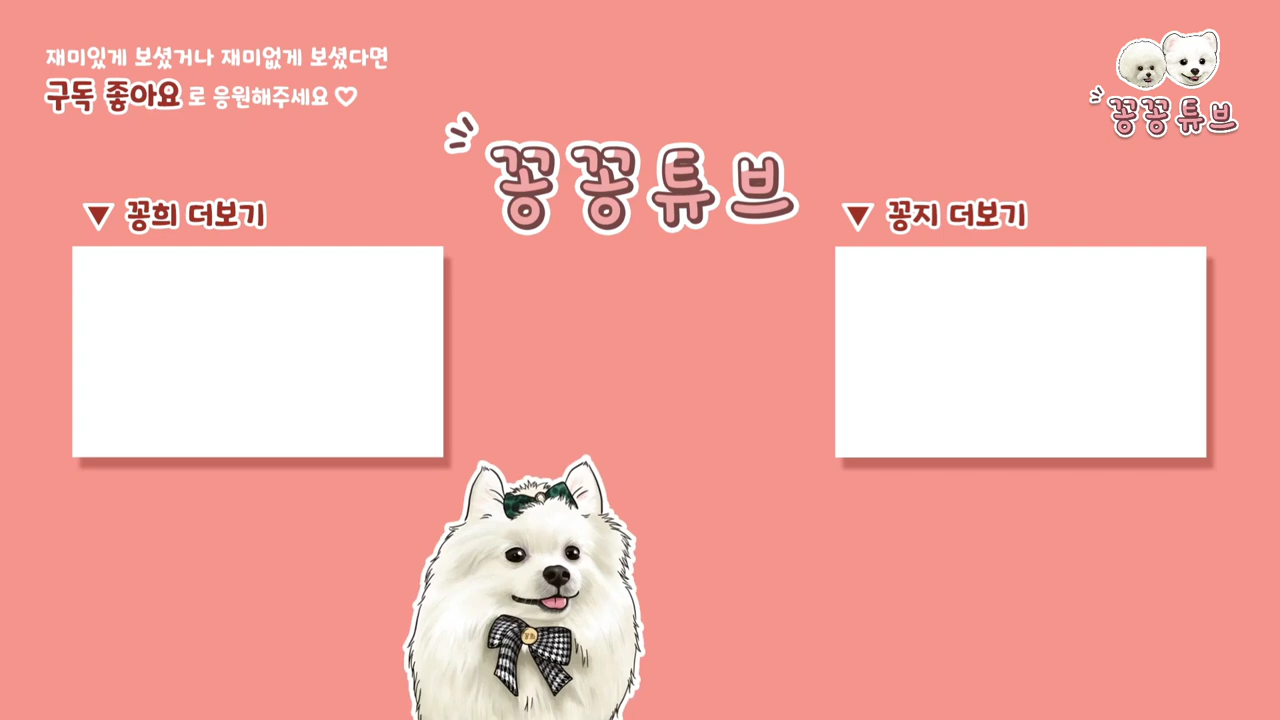 재미있게 보셨거나 재미없게 보셨다면
구독 좋아요 로 응원해주세요 ♡
꽁꽁튜브
꽁꽁튜브
▼ 꽁희 더보기
▼ 꽁지 더보기